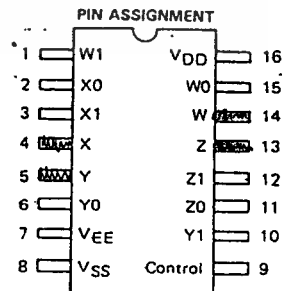 PIN ASSIGNMENT
1 W1 VDD 16
2 X0 W0 15
3 X1 W 14
4 X Z 13
5 Y Z1 12
6 Y0 Z0 11
7 VEE Y1 10
8 VSS Control 9